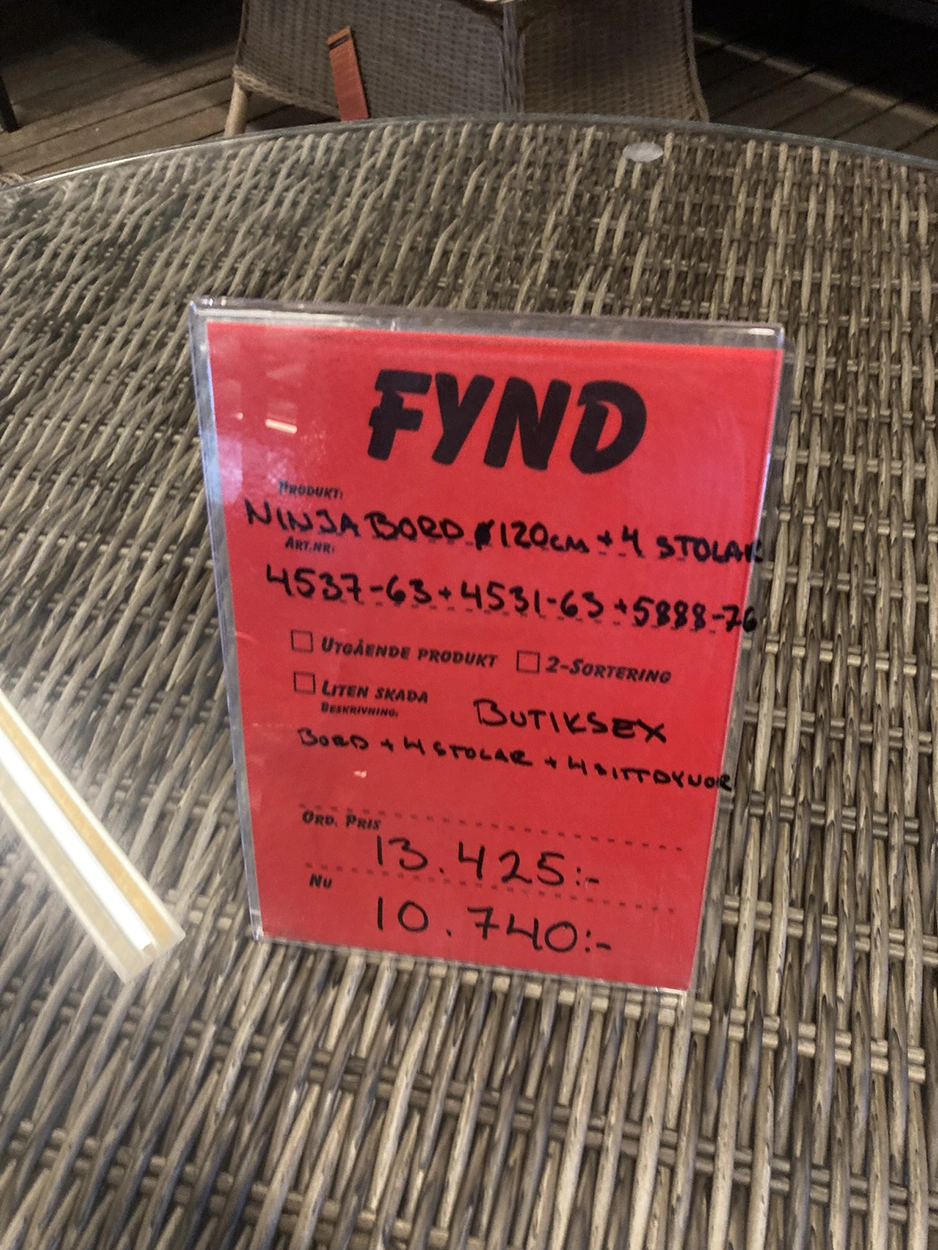 FYND
PRODUKT:
NINJA BORD Ø120CM + 4 STOLAR
ART.NR:
4537-63+4531-63+5888-76
UTGÅENDE PRODUKT 2-SORTERING
LITEN SKADA
BESKRIVNING: BUTIKSEX
BORD + 4 STOLAR + 4 SITTDYNOR
ORD. PRIS
13.425:-
NU
10.740:-